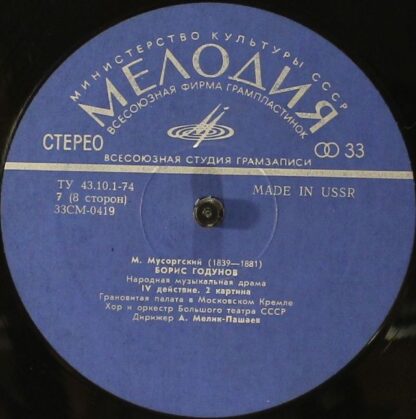 МИНИСТЕРСТВО КУЛЬТУРЫ СССР
МЕЛОДИЯ
ВСЕСОЮЗНАЯ ФИРМА ГРАМПЛАСТИНОК
СТЕРЕО
33
ВСЕСОЮЗНАЯ СТУДИЯ ГРАМЗАПИСИ
ТУ 43.10.1-74
7 (8 сторон)
33СМ-0419
MADE IN USSR
М. Мусоргский (1839—1881)
БОРИС ГОДУНОВ
Народная музыкальная драма
IV действие. 2 картина
Грановитая палата в Московском Кремле
Хор и оркестр Большого театра СССР
Дирижер А. Мелик-Пашаев